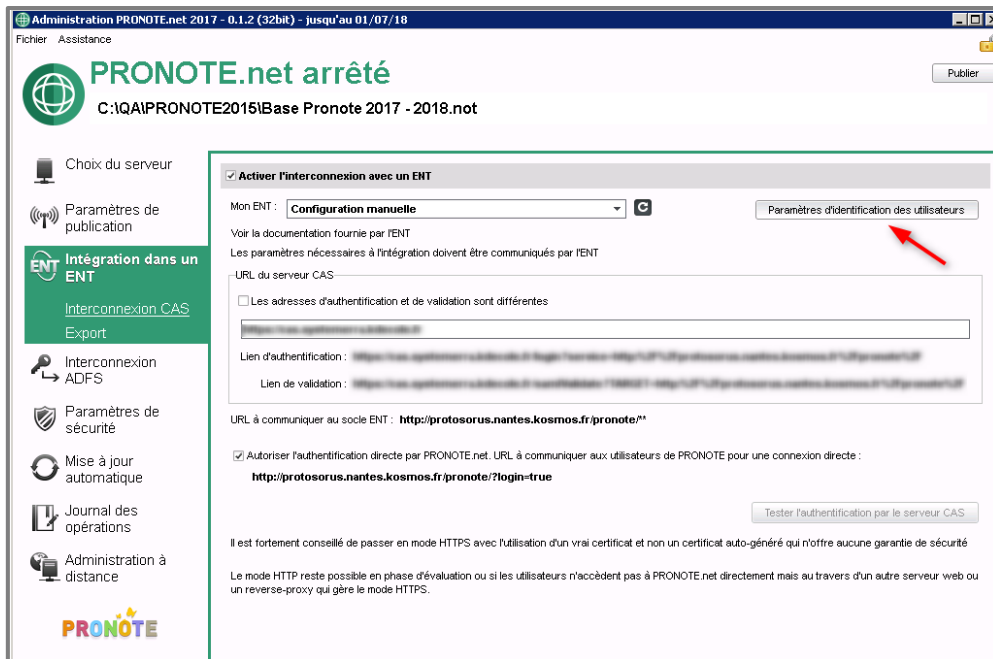 Administration PRONOTE.net 2017 - 0.1.2 (32bit) - jusqu'au 01/07/18
Fichier Assistance
PRONOTE.net arrêté
Publier
C:\QA\PRONOTE2015\Base Pronote 2017 - 2018.not
Choix du serveur
Paramètres de
publication
ENT
Intégration dans un
ENT
Interconnexion CAS
Export
Interconnexion
ADFS
Paramètres de
sécurité
Mise à jour
automatique
Journal des
opérations
Administration à
distance
PRONOTE
Activer l'interconnexion avec un ENT
Mon ENT : Configuration manuelle
Paramètres d'identification des utilisateurs
Voir la documentation fournie par l'ENT
Les paramètres nécessaires à l'intégration doivent être communiqués par l'ENT
URL du serveur CAS
Les adresses d'authentification et de validation sont différentes
Lien d'authentification :
Lien de validation :
URL à communiquer au socle ENT : http://protosorus.nantes.kosmos.fr/pronote/**
Autoriser l'authentification directe par PRONOTE.net. URL à communiquer aux utilisateurs de PRONOTE pour une connexion directe :
http://protosorus.nantes.kosmos.fr/pronote/?login=true
Tester l'authentification par le serveur CAS
Il est fortement conseillé de passer en mode HTTPS avec l'utilisation d'un vrai certificat et non un certificat auto-généré qui n'offre aucune garantie de sécurité
Le mode HTTP reste possible en phase d'évaluation ou si les utilisateurs n'accèdent pas à PRONOTE.net directement mais au travers d'un autre serveur web ou
un reverse-proxy qui gère le mode HTTPS.